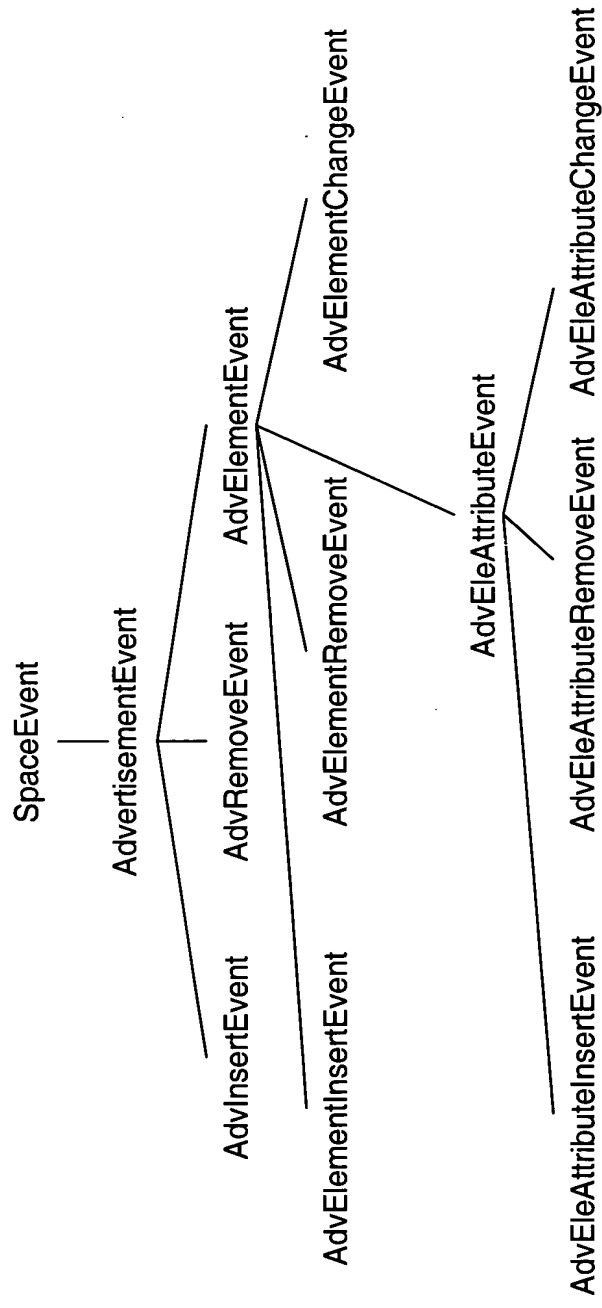 SpaceEvent
AdvertisementEvent
AdvInsertEvent
AdvRemoveEvent
AdvElementEvent
AdvElementInsertEvent
AdvElementRemoveEvent
AdvElementChangeEvent
AdvEleAttributeEvent
AdvEleAttributeInsertEvent
AdvEleAttributeRemoveEvent
AdvEleAttributeChangeEvent